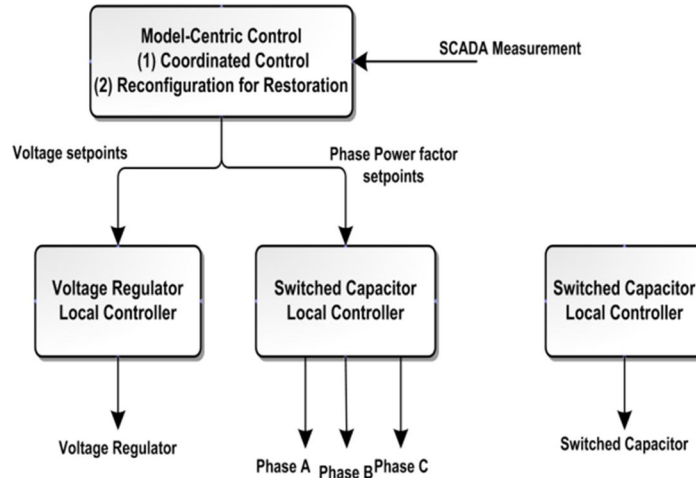 Model-Centric Control
(1) Coordinated Control
(2) Reconfiguration for Restoration
SCADA Measurement
Voltage setpoints
Phase Power factor
setpoints
Voltage Regulator
Local Controller
Switched Capacitor
Local Controller
Switched Capacitor
Local Controller
Voltage Regulator
Phase A
Phase B
Phase C
Switched Capacitor